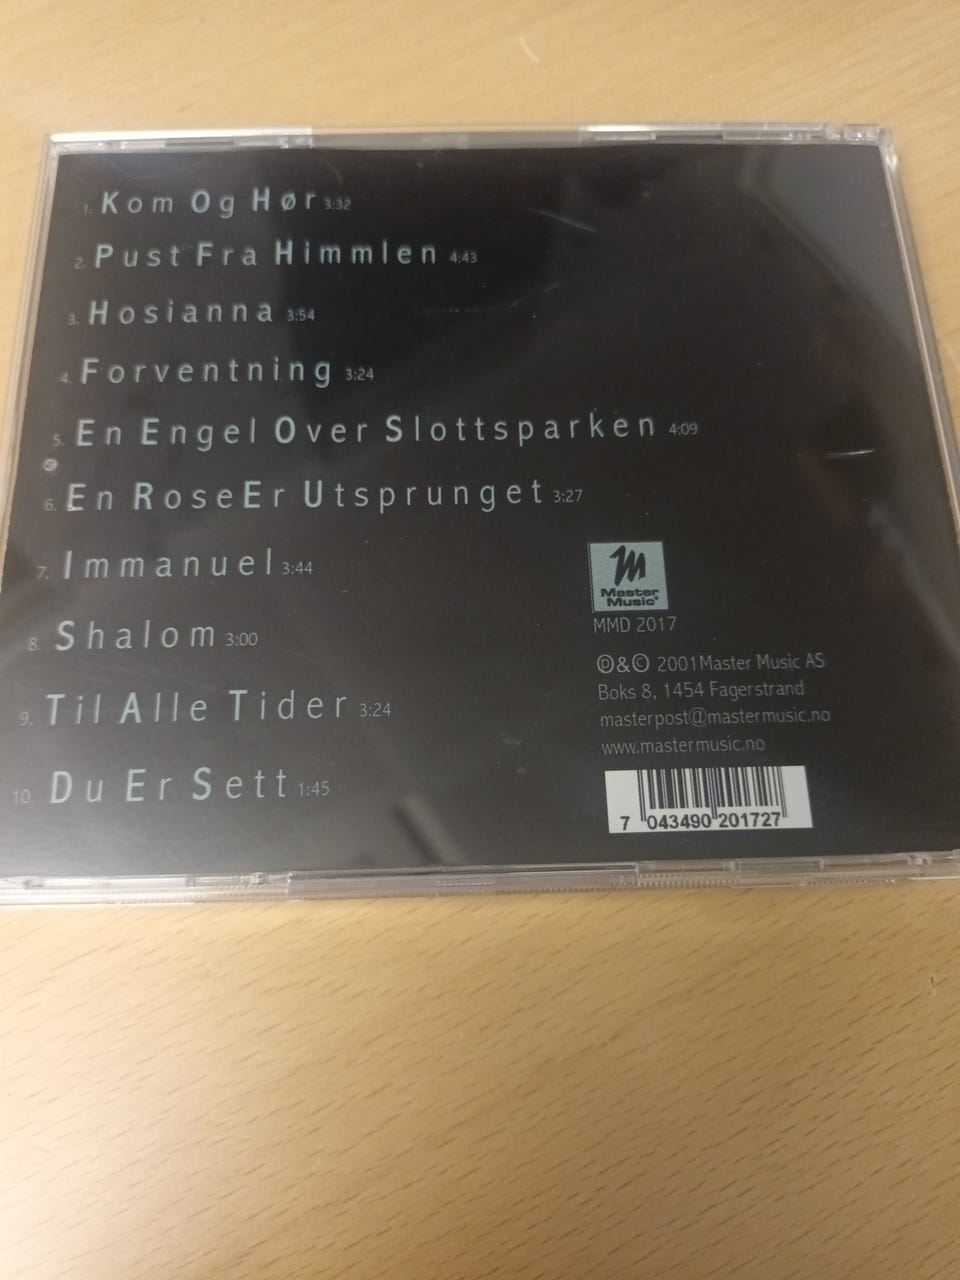 1. Kom Og Hør 3:32
2. Pust Fra Himmlen 4:43
3. Hosianna 3:54
4. Forventning 3:24
5. En Engel Over Slottsparken 4:09
6. En RoseEr Utsprunget 3:27
7. Immanuel 3:44
8. Shalom 3:00
9. Til Alle Tider 3:24
10. Du Er Sett 1:45
M
Master
Music®
MMD 2017
℗&© 2001Master Music AS
Boks 8, 1454 Fagerstrand
masterpost@mastermusic.no
www.mastermusic.no
7 043490 201727